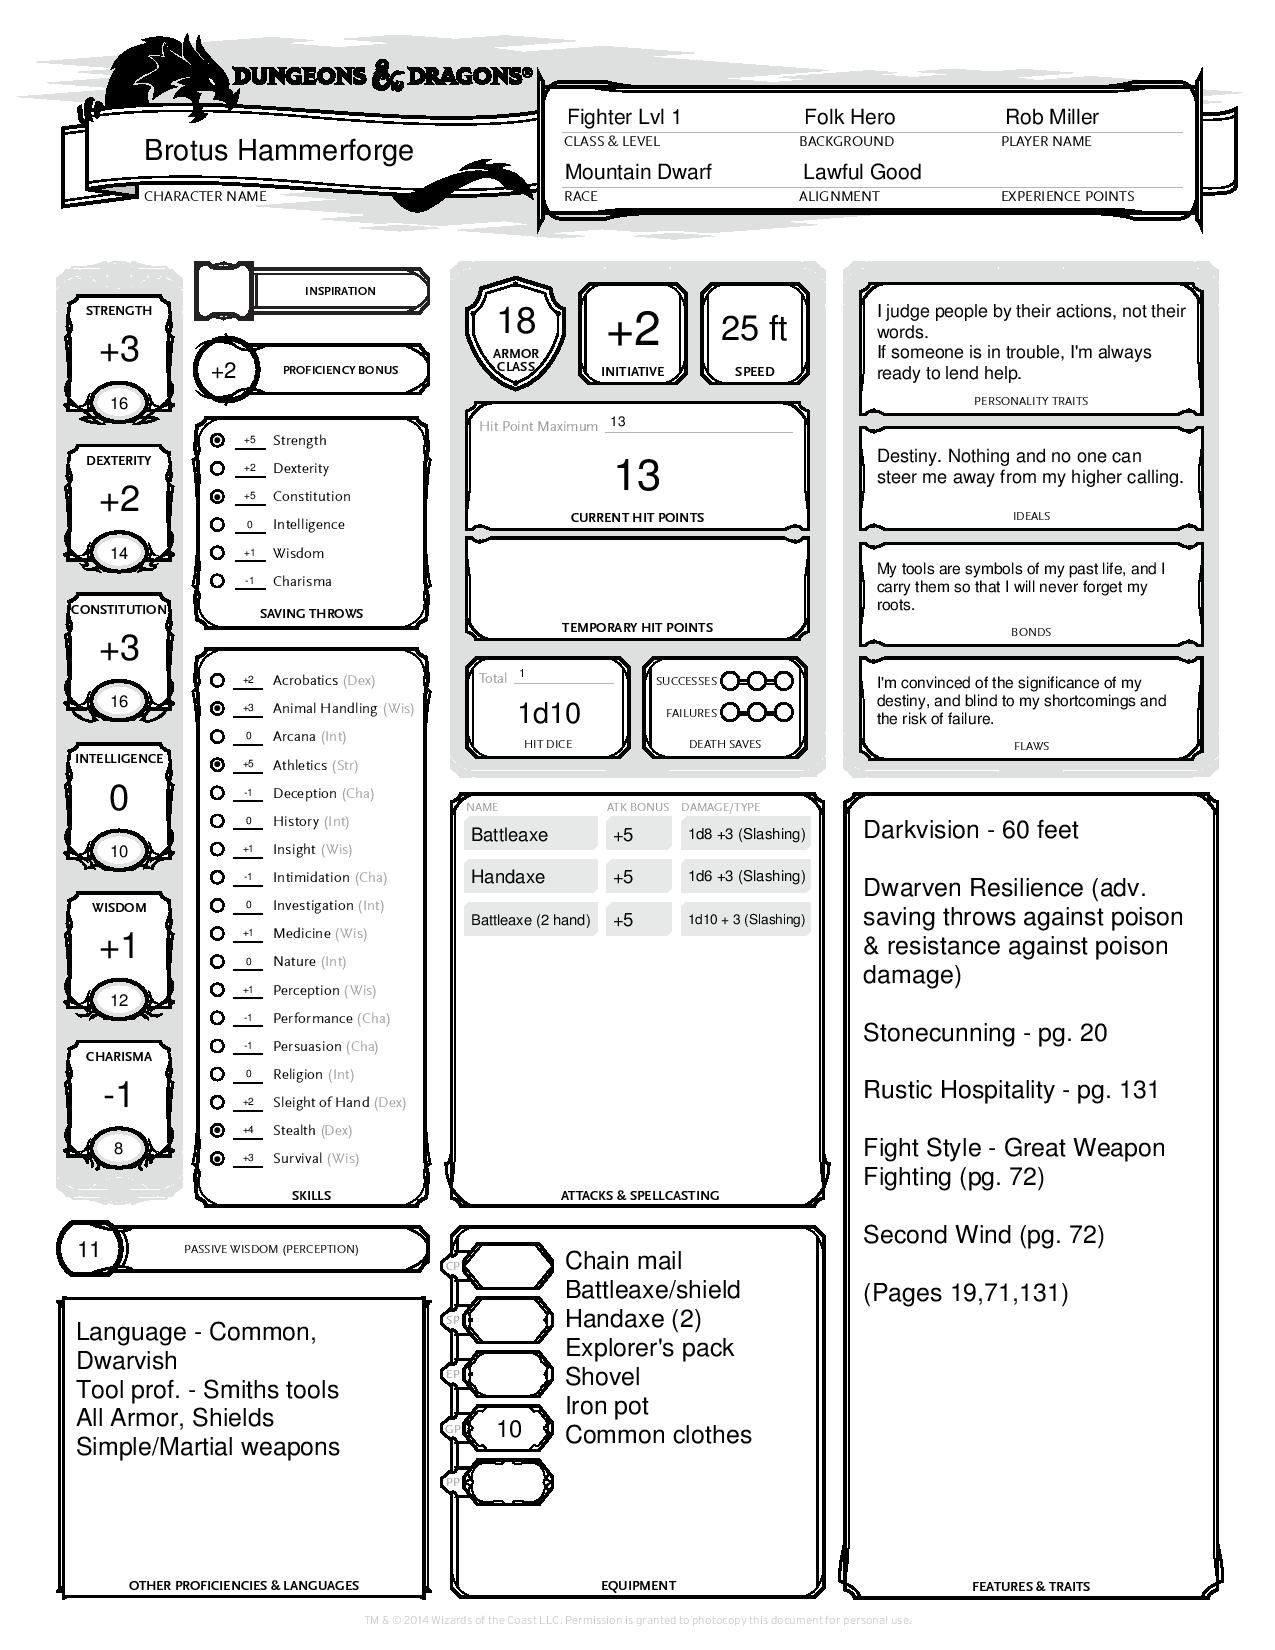 DUNGEONS & DRAGONS®
Brotus Hammerforge
CHARACTER NAME
Fighter Lvl 1
Folk Hero
Rob Miller
CLASS & LEVEL
BACKGROUND
PLAYER NAME
Mountain Dwarf
Lawful Good
RACE
ALIGNMENT
EXPERIENCE POINTS
STRENGTH
+3
16
DEXTERITY
+2
14
CONSTITUTION
+3
16
INTELLIGENCE
0
10
WISDOM
+1
12
CHARISMA
-1
8
INSPIRATION
+2 PROFICIENCY BONUS
+5 Strength
+2 Dexterity
+5 Constitution
0 Intelligence
+1 Wisdom
-1 Charisma
SAVING THROWS
+2 Acrobatics (Dex)
+3 Animal Handling (Wis)
0 Arcana (Int)
+5 Athletics (Str)
-1 Deception (Cha)
0 History (Int)
+1 Insight (Wis)
-1 Intimidation (Cha)
0 Investigation (Int)
+1 Medicine (Wis)
0 Nature (Int)
+1 Perception (Wis)
-1 Performance (Cha)
-1 Persuasion (Cha)
0 Religion (Int)
+2 Sleight of Hand (Dex)
+4 Stealth (Dex)
+3 Survival (Wis)
SKILLS
11 PASSIVE WISDOM (PERCEPTION)
Language - Common,
Dwarvish
Tool prof. - Smiths tools
All Armor, Shields
Simple/Martial weapons
OTHER PROFICIENCIES & LANGUAGES
18
ARMOR
CLASS
+2
INITIATIVE
25 ft
SPEED
Hit Point Maximum 13
13
CURRENT HIT POINTS
TEMPORARY HIT POINTS
Total 1
1d10
HIT DICE
SUCCESSES
FAILURES
DEATH SAVES
NAME ATK BONUS DAMAGE/TYPE
Battleaxe +5 1d8 +3 (Slashing)
Handaxe +5 1d6 +3 (Slashing)
Battleaxe (2 hand) +5 1d10 + 3 (Slashing)
ATTACKS & SPELLCASTING
CP
SP
EP
GP 10
PP
Chain mail
Battleaxe/shield
Handaxe (2)
Explorer's pack
Shovel
Iron pot
Common clothes
EQUIPMENT
I judge people by their actions, not their
words.
If someone is in trouble, I'm always
ready to lend help.
PERSONALITY TRAITS
Destiny. Nothing and no one can
steer me away from my higher calling.
IDEALS
My tools are symbols of my past life, and I
carry them so that I will never forget my
roots.
BONDS
I'm convinced of the significance of my
destiny, and blind to my shortcomings and
the risk of failure.
FLAWS
Darkvision - 60 feet
Dwarven Resilience (adv.
saving throws against poison
& resistance against poison
damage)
Stonecunning - pg. 20
Rustic Hospitality - pg. 131
Fight Style - Great Weapon
Fighting (pg. 72)
Second Wind (pg. 72)
(Pages 19,71,131)
FEATURES & TRAITS
TM & © 2014 Wizards of the Coast LLC. Permission is granted to photocopy this document for personal use.